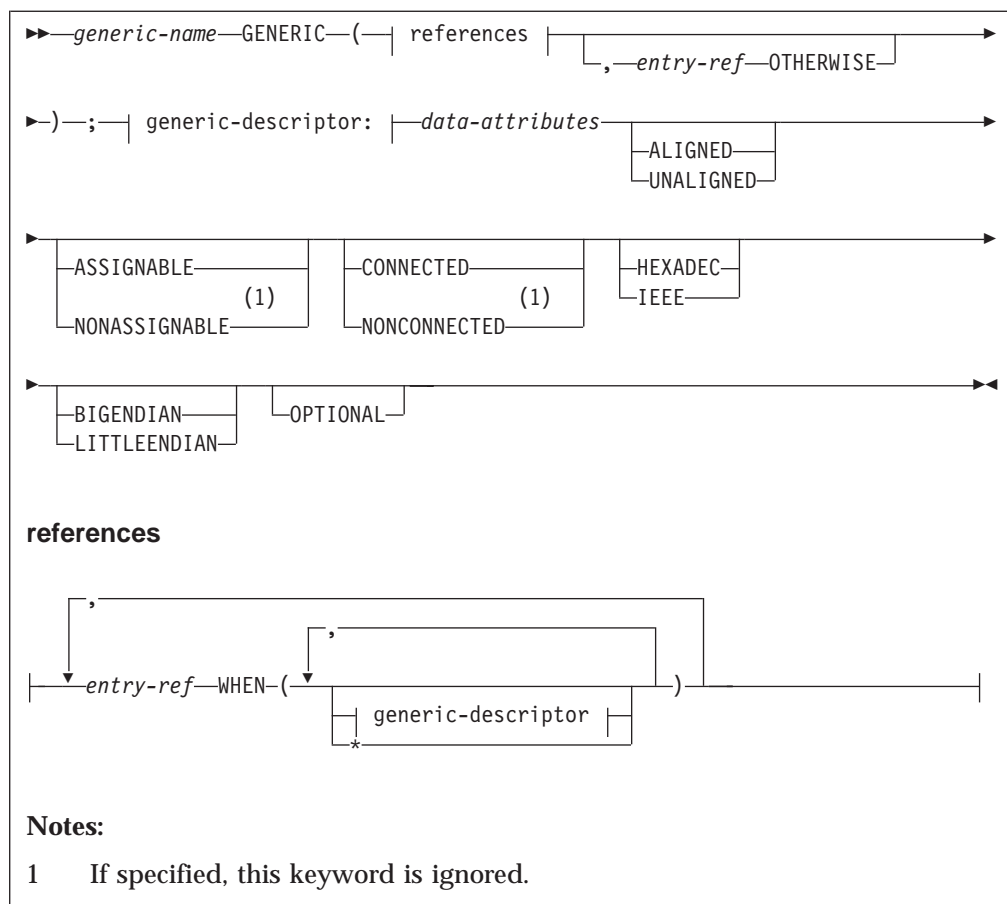 generic-name GENERIC ( references
, entry-ref OTHERWISE
) ; generic-descriptor: data-attributes
ALIGNED
UNALIGNED
ASSIGNABLE CONNECTED HEXADEC
(1) (1) IEEE
NONASSIGNABLE NONCONNECTED
BIGENDIAN OPTIONAL
LITTLEENDIAN
references
,
,
entry-ref WHEN ( )
generic-descriptor
*
Notes:
1 If specified, this keyword is ignored.